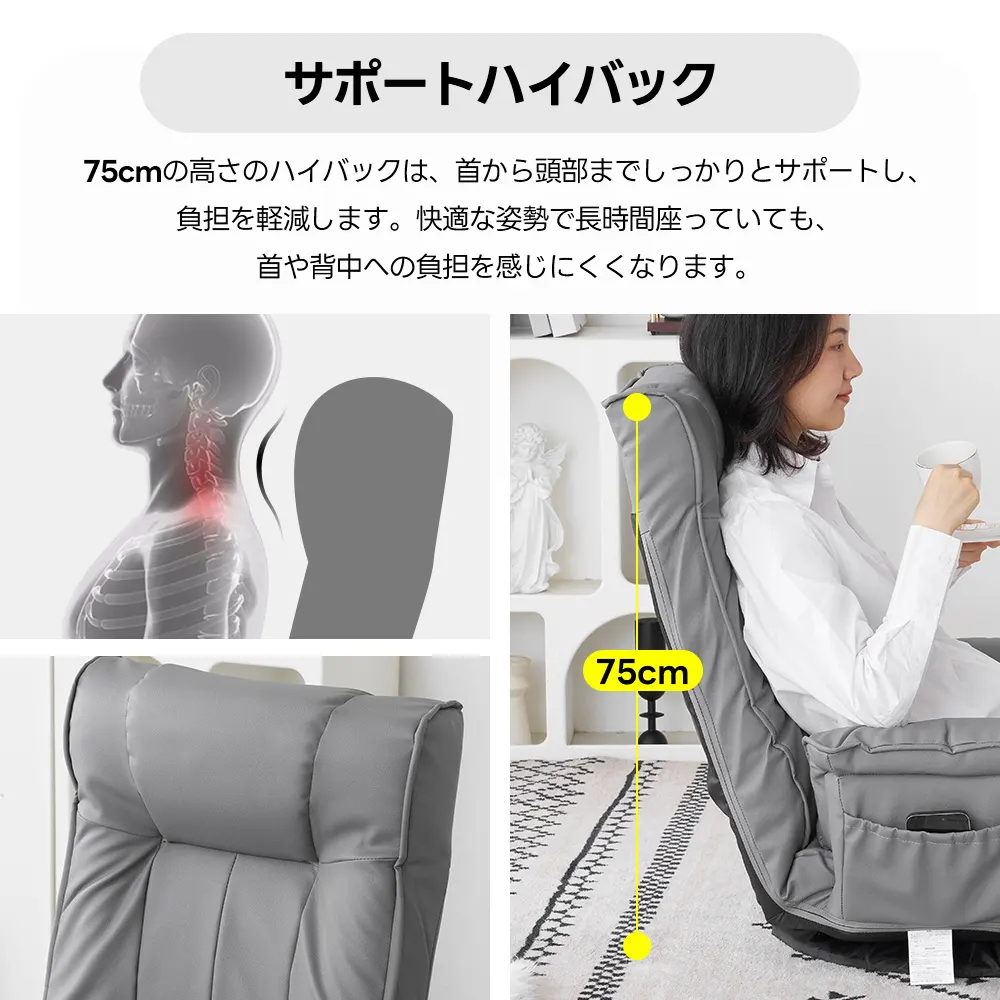 サポートハイバック
75cmの高さのハイバックは、首から頭部までしっかりとサポートし、
負担を軽減します。快適な姿勢で長時間座っていても、
首や背中への負担を感じにくくなります。
75cm